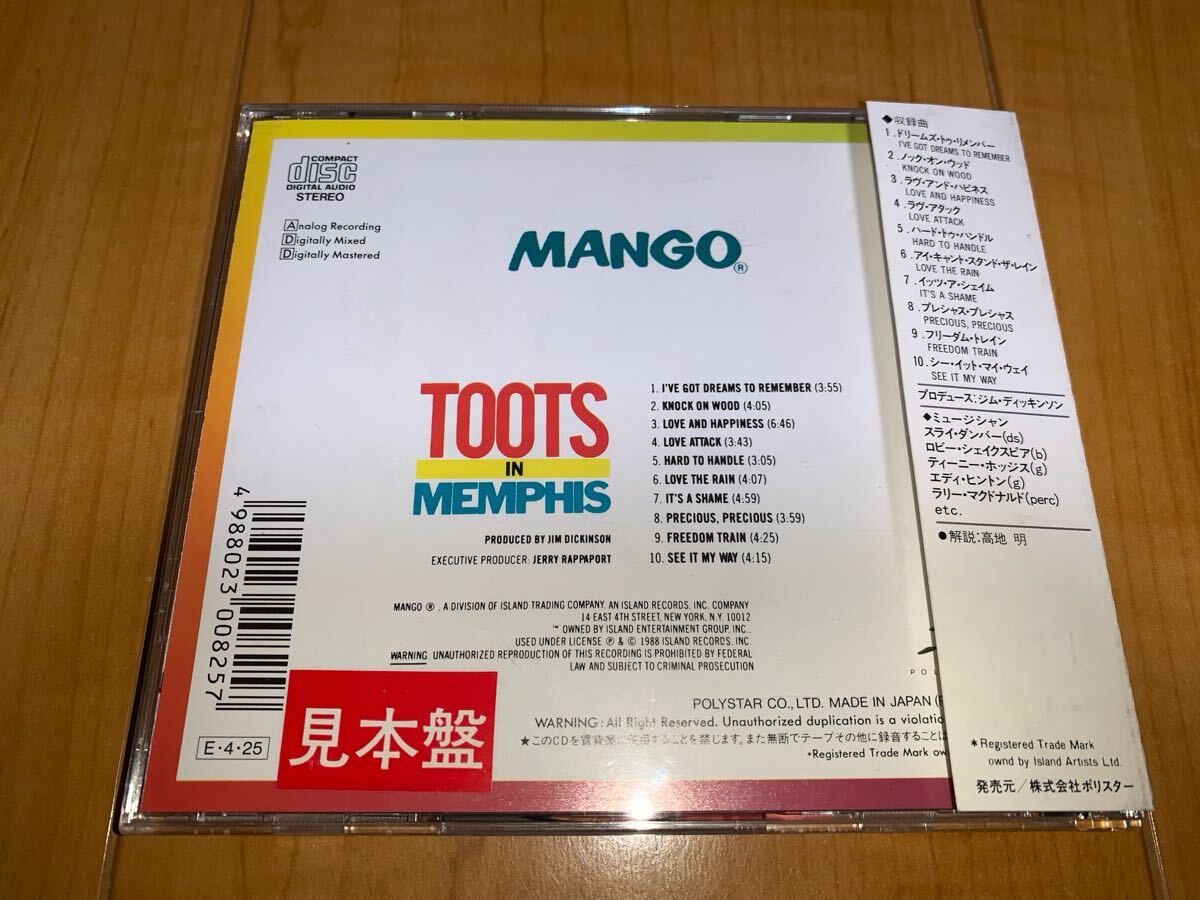 COMPACT
disc
DIGITAL AUDIO
STEREO
Analog Recording
Digitally Mixed
Digitally Mastered
MANGO®
TOOTS
IN
MEMPHIS
PRODUCED BY JIM DICKINSON
EXECUTIVE PRODUCER: JERRY RAPPAPORT
1. I'VE GOT DREAMS TO REMEMBER (3:55)
2. KNOCK ON WOOD (4:05)
3. LOVE AND HAPPINESS (6:46)
4. LOVE ATTACK (3:43)
5. HARD TO HANDLE (3:05)
6. LOVE THE RAIN (4:07)
7. IT'S A SHAME (4:59)
8. PRECIOUS, PRECIOUS (3:59)
9. FREEDOM TRAIN (4:25)
10. SEE IT MY WAY (4:15)
MANGO ®. A DIVISION OF ISLAND TRADING COMPANY, AN ISLAND RECORDS, INC. COMPANY
14 EAST 4TH STREET, NEW YORK, N.Y. 10012
™ OWNED BY ISLAND ENTERTAINMENT GROUP, INC.,
USED UNDER LICENSE ℗ & © 1988 ISLAND RECORDS, INC.
WARNING. UNAUTHORIZED REPRODUCTION OF THIS RECORDING IS PROHIBITED BY FEDERAL
LAW AND SUBJECT TO CRIMINAL PROSECUTION
POLYSTAR CO., LTD. MADE IN JAPAN
WARNING: All Right Reserved. Unauthorized duplication is a
★このCDを賃貸業に使用することを禁じます。また無断でテープその他に録音することは
*Registered Trade Mark
4 988023 008257
E・4・25
見本盤
◆収録曲
1.ドリームズ・トゥ・リメンバー
I'VE GOT DREAMS TO REMEMBER
2.ノック・オン・ウッド
KNOCK ON WOOD
3.ラヴ・アンド・ハピネス
LOVE AND HAPPINESS
4.ラヴ・アタック
LOVE ATTACK
5.ハード・トゥ・ハンドル
HARD TO HANDLE
6.アイ・キャント・スタンド・ザ・レイン
LOVE THE RAIN
7.イッツ・ア・シェイム
IT'S A SHAME
8.プレシャス・プレシャス
PRECIOUS, PRECIOUS
9.フリーダム・トレイン
FREEDOM TRAIN
10.シー・イット・マイ・ウェイ
SEE IT MY WAY
プロデュース:ジム・ディッキンソン
◆ミュージシャン
スライ・ダンバー(ds)
ロビー・シェイクスピア(b)
ティーニー・ホッジス(g)
エディ・ヒントン(g)
ラリー・マクドナルド(perc)
etc.
●解説:高地 明
*Registered Trade Mark
ownd by Island Artists Ltd.
発売元/株式会社ポリスター